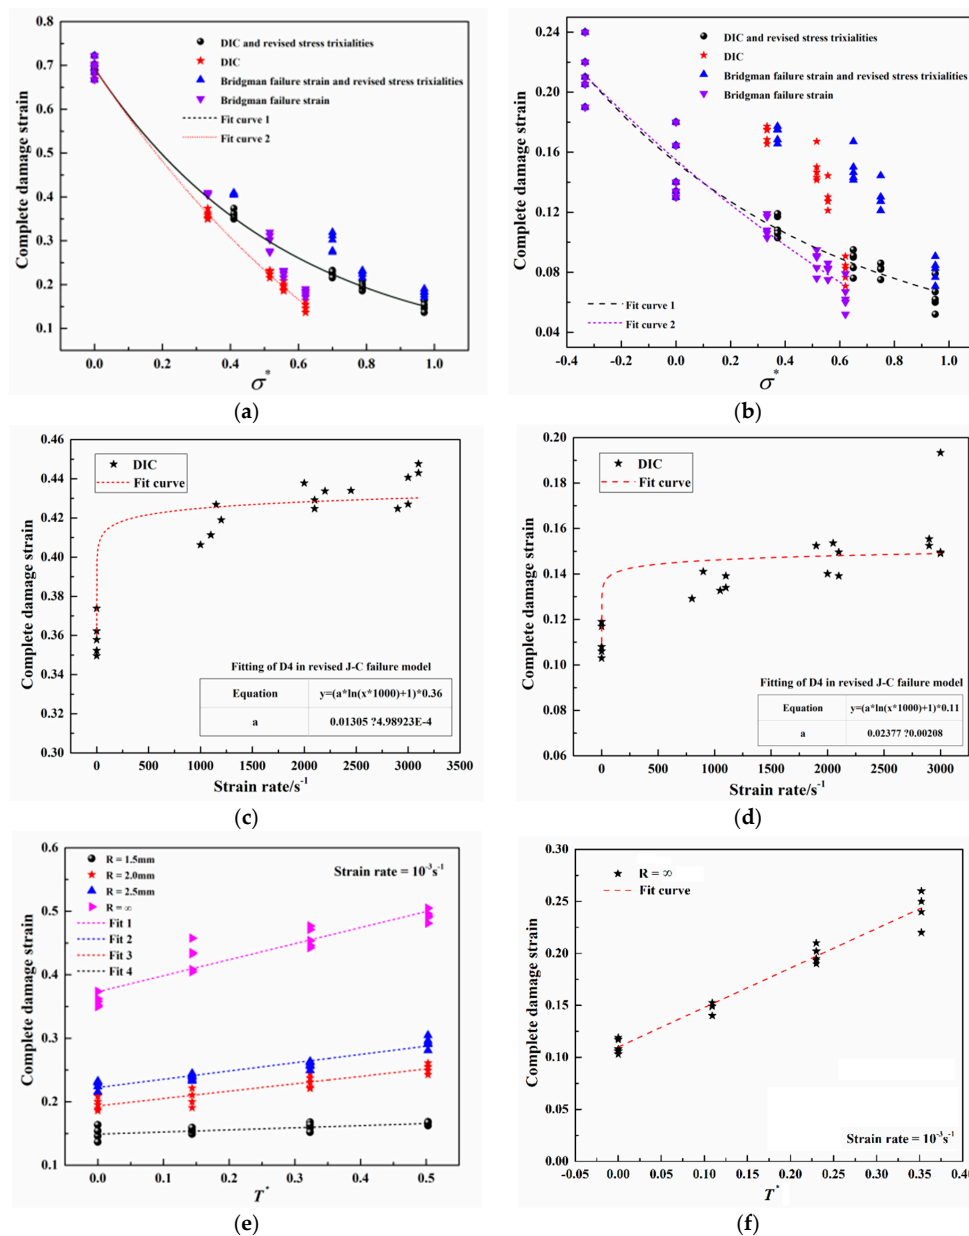 0.8
0.7
0.6
0.5
0.4
0.3
0.2
0.1
Complete damage strain
DIC and revised stress trixialities
DIC
Bridgman failure strain and revised stress trixialities
Bridgman failure strain
Fit curve 1
Fit curve 2
0.0 0.2 0.4 0.6 0.8 1.0
σ*
(a)
0.24
0.20
0.16
0.12
0.08
0.04
Complete damage strain
DIC and revised stress trixialities
DIC
Bridgman failure strain and revised stress trixialities
Bridgman failure strain
Fit curve 1
Fit curve 2
-0.4 -0.2 0.0 0.2 0.4 0.6 0.8 1.0
σ*
(b)
0.46
0.44
0.42
0.40
0.38
0.36
0.34
0.32
0.30
Complete damage strain
DIC
Fit curve
Fitting of D4 in revised J-C failure model
Equation y=(a*ln(x*1000)+1)*0.36
a 0.01305 ?4.98923E-4
0 500 1000 1500 2000 2500 3000 3500
Strain rate/s⁻¹
(c)
0.20
0.18
0.16
0.14
0.12
0.10
0.08
0.06
Complete damage strain
DIC
Fit curve
Fitting of D4 in revised J-C failure model
Equation y=(a*ln(x*1000)+1)*0.11
a 0.02377 ?0.00208
0 500 1000 1500 2000 2500 3000
Strain rate/s⁻¹
(d)
0.6
0.5
0.4
0.3
0.2
0.1
Complete damage strain
R = 1.5mm
R = 2.0mm
R = 2.5mm
R = ∞
Fit 1
Fit 2
Fit 3
Fit 4
Strain rate = 10⁻³s⁻¹
0.0 0.1 0.2 0.3 0.4 0.5
T*
(e)
0.30
0.25
0.20
0.15
0.10
0.05
0.00
Complete damage strain
R = ∞
Fit curve
Strain rate = 10⁻³s⁻¹
-0.05 0.00 0.05 0.10 0.15 0.20 0.25 0.30 0.35 0.40
T*
(f)